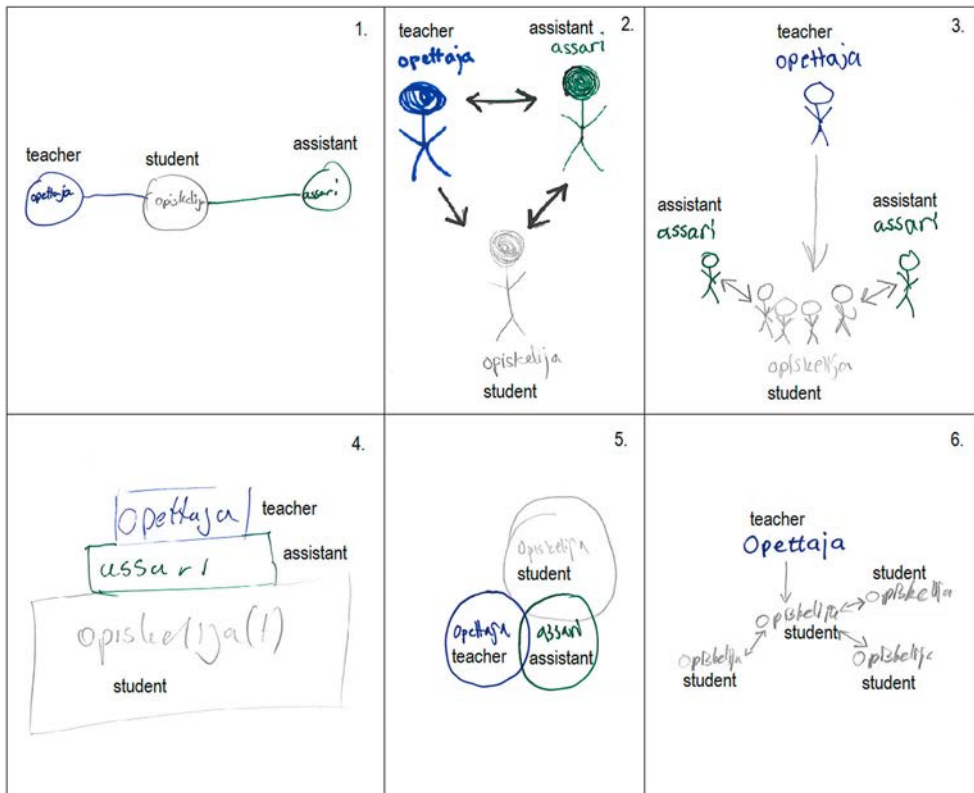 1.
teacher
student
assistant
opettaja
opiskelija
assari
2.
teacher
opettaja
assistant
assari
opiskelija
student
3.
teacher
opettaja
assistant
assari
assistant
assari
opiskelija
student
4.
opettaja
teacher
assari
assistant
opiskelija(t)
student
5.
Opiskelija
student
opettaja
teacher
assari
assistant
6.
teacher
Opettaja
student
Opiskelija
Opiskelija
student
Opiskelija
student
Opiskelija
student